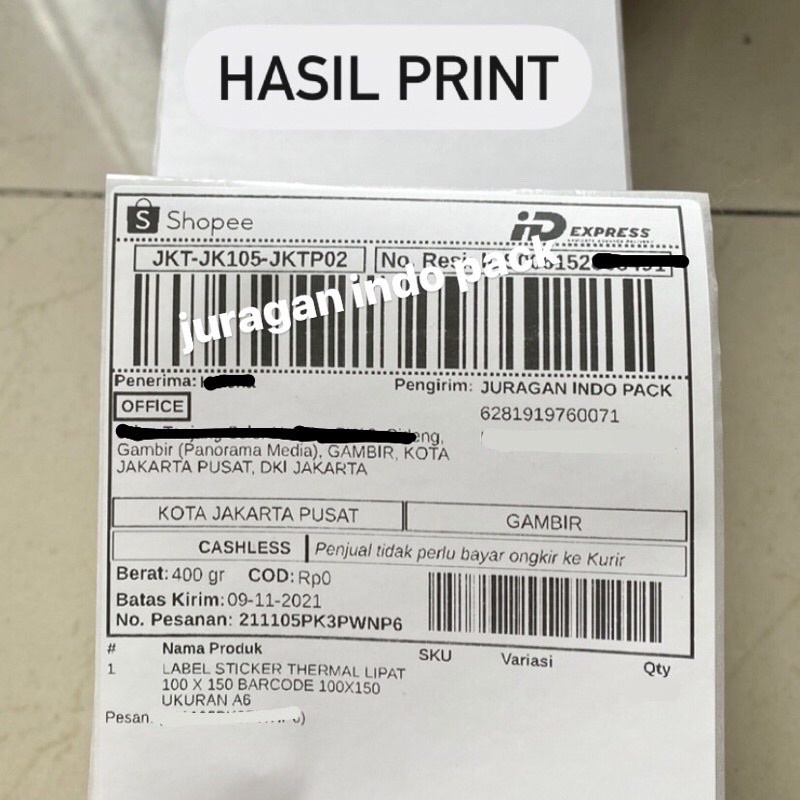 HASIL PRINT
S Shopee
iD EXPRESS
JKT-JK105-JKTP02
No. Resi
juragan indo pack
Penerima:
Pengirim: JURAGAN INDO PACK
OFFICE
6281919760071
Gambir (Panorama Media), GAMBIR, KOTA
JAKARTA PUSAT, DKI JAKARTA
KOTA JAKARTA PUSAT
GAMBIR
CASHLESS
Penjual tidak perlu bayar ongkir ke Kurir
Berat: 400 gr COD: Rp0
Batas Kirim: 09-11-2021
No. Pesanan: 211105PK3PWNP6
# Nama Produk SKU Variasi Qty
1 LABEL STICKER THERMAL LIPAT
100 X 150 BARCODE 100X150
UKURAN A6
Pesan.